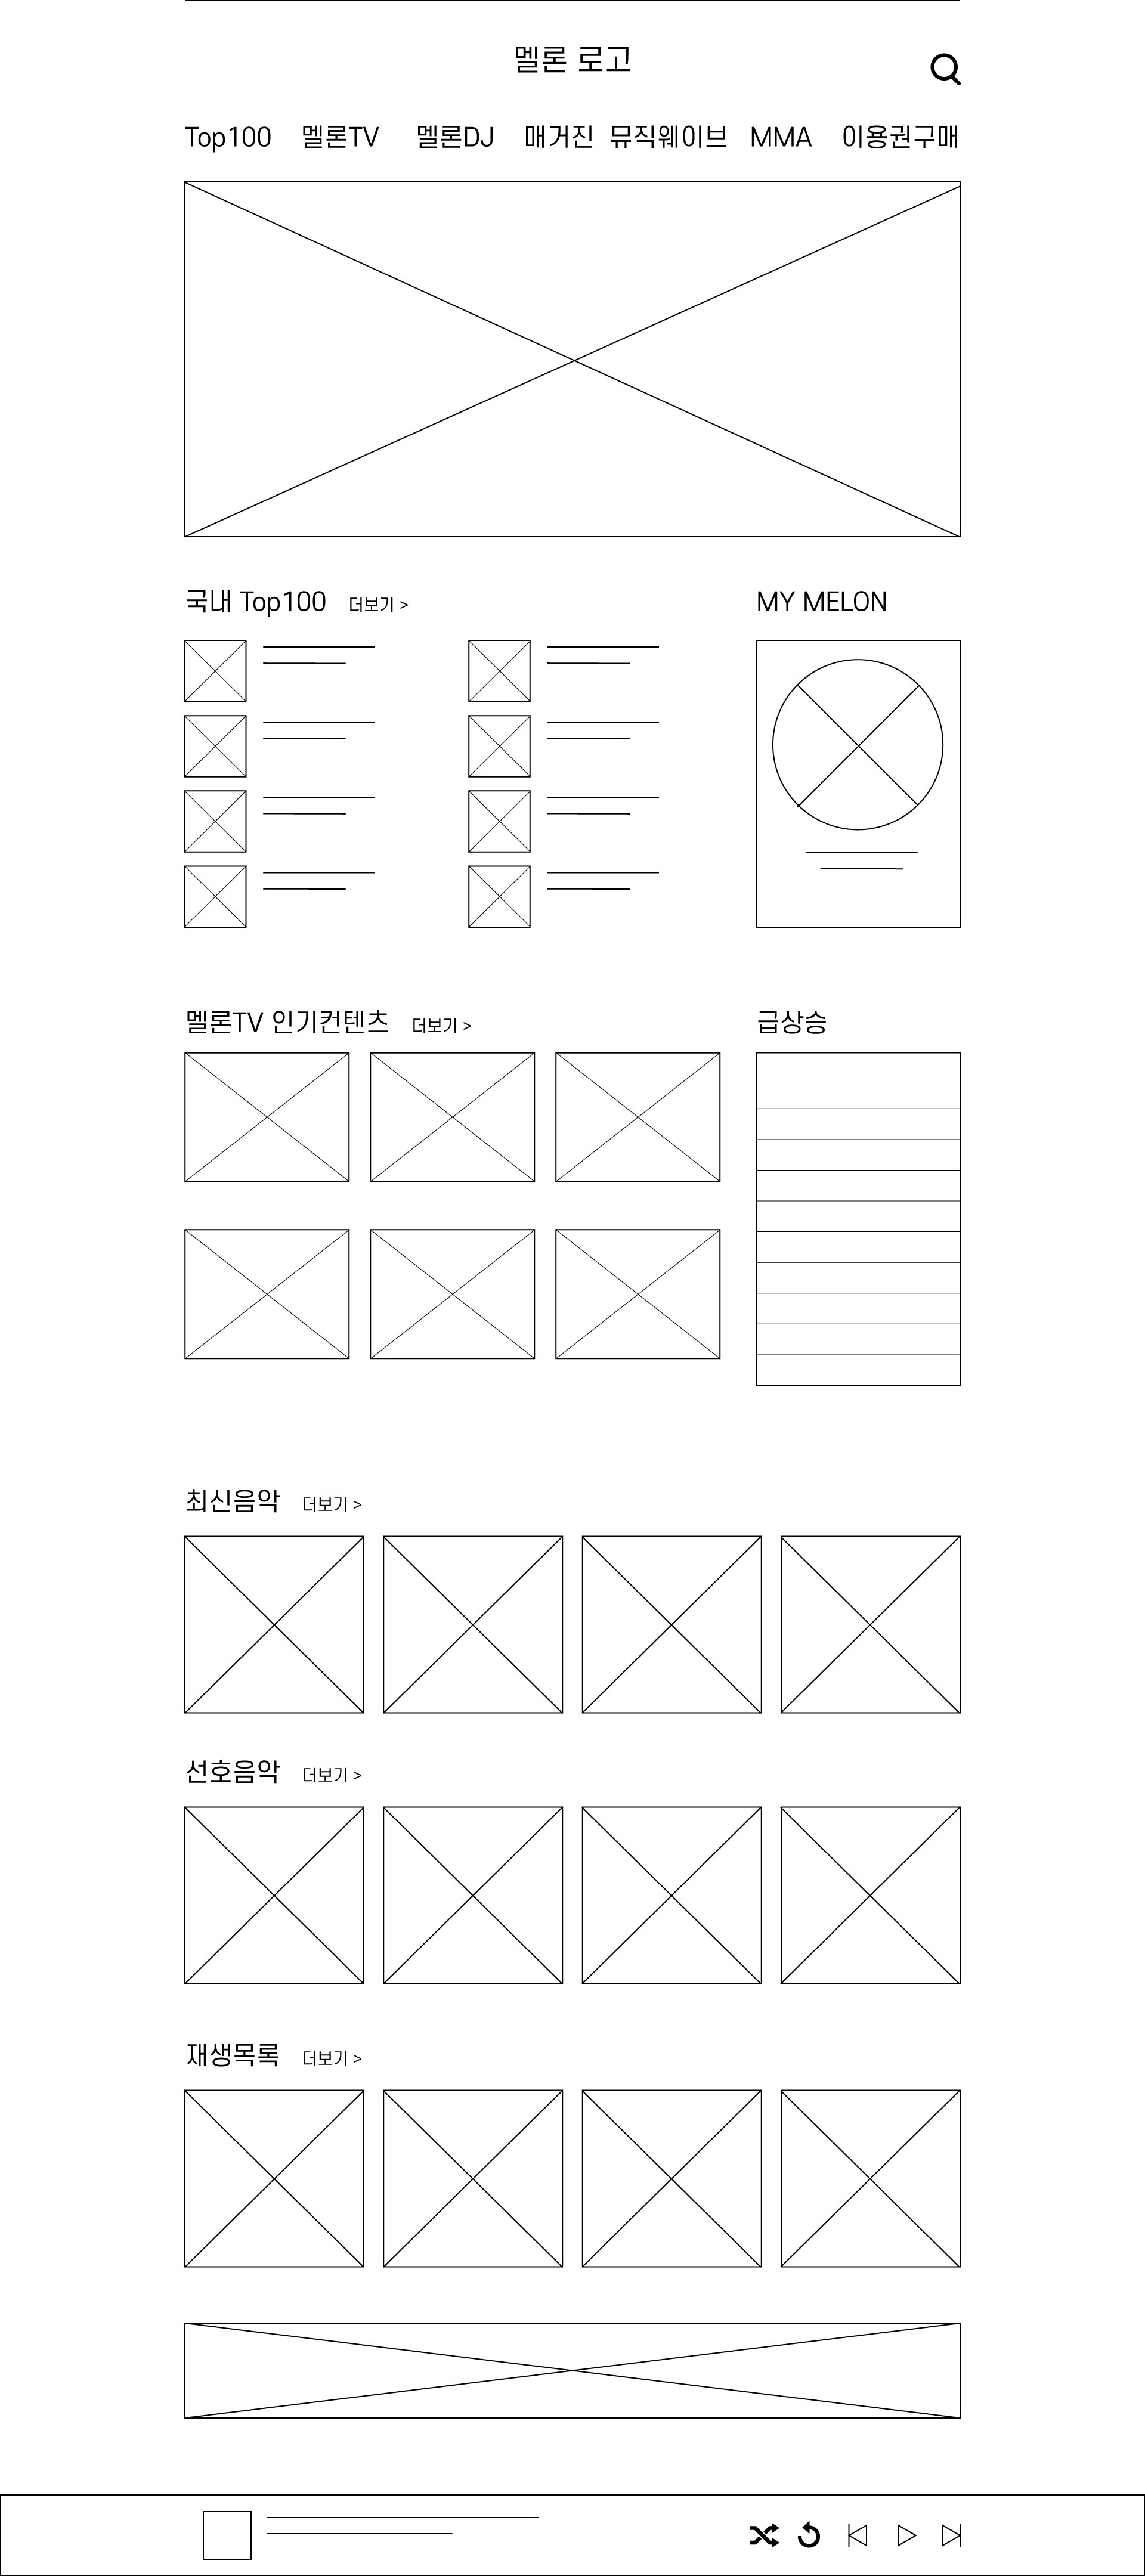 멜론 로고
Top100 멜론TV 멜론DJ 매거진 뮤직웨이브 MMA 이용권구매
국내 Top100 더보기 >
MY MELON
멜론TV 인기컨텐츠 더보기 >
급상승
최신음악 더보기 >
선호음악 더보기 >
재생목록 더보기 >